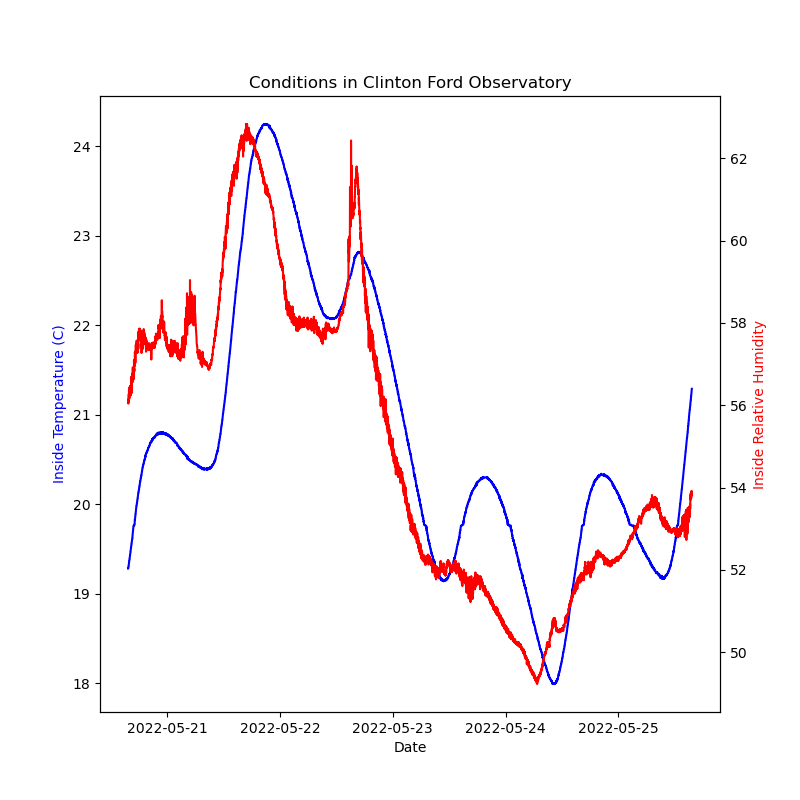 Conditions in Clinton Ford Observatory
Inside Temperature (C)
24
23
22
21
20
19
18
62
60
58
56
54
52
50
Inside Relative Humidity
2022-05-21 2022-05-22 2022-05-23 2022-05-24 2022-05-25
Date